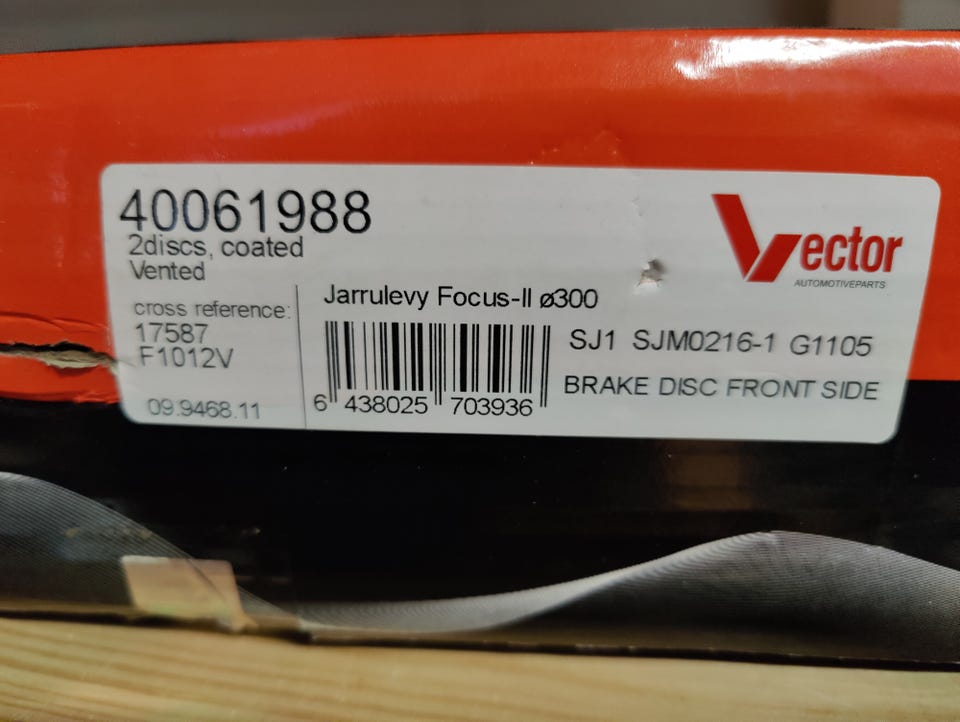 40061988
2discs, coated
Vented
cross reference:
17587
F1012V
09.9468.11
Jarrulevy Focus-II ø300
6 438025 703936
Vector
AUTOMOTIVEPARTS
SJ1 SJM0216-1 G1105
BRAKE DISC FRONT SIDE